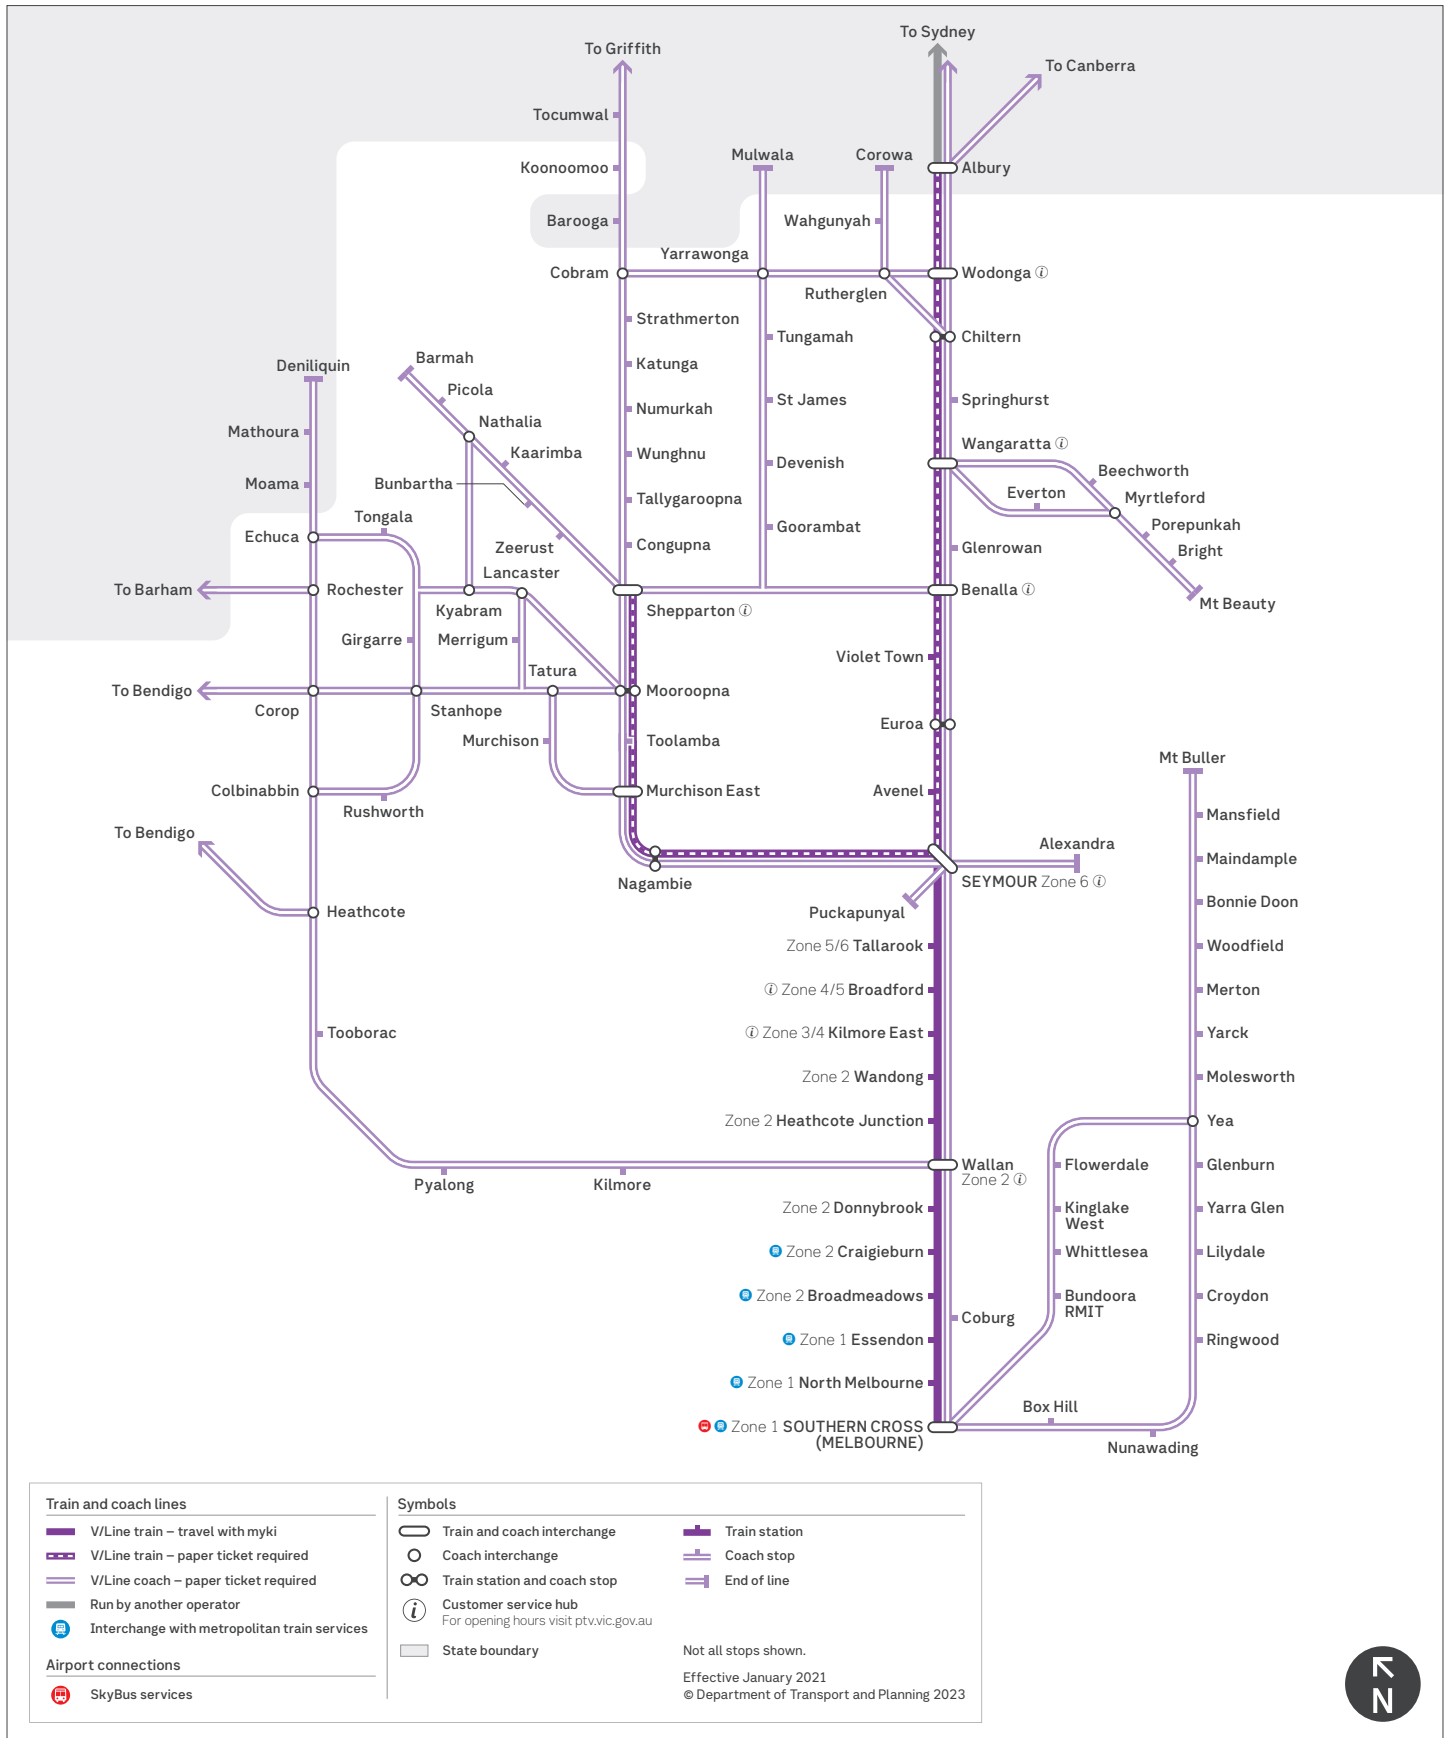 To Sydney
To Griffith
To Canberra
Tocumwal
Mulwala
Corowa
Koonoomoo
Albury
Barooga
Wahgunyah
Yarrawonga
Cobram
Wodonga i
Rutherglen
Strathmerton
Tungamah
Chiltern
Barmah
Deniliquin
Katunga
Picola
St James
Springhurst
Numurkah
Nathalia
Mathoura
Wangaratta i
Kaarimba
Wunghnu
Devenish
Beechworth
Bunbartha
Moama
Everton
Myrtleford
Tallygaroopna
Tongala
Porepunkah
Goorambat
Echuca
Zeerust
Congupna
Glenrowan
Bright
Lancaster
To Barham
Rochester
Benalla i
Kyabram
Shepparton i
Mt Beauty
Girgarre
Merrigum
Violet Town
Tatura
To Bendigo
Mooroopna
Corop
Stanhope
Euroa
Murchison
Toolamba
Mt Buller
Colbinabbin
Murchison East
Avenel
Rushworth
Mansfield
To Bendigo
Alexandra
Maindample
Nagambie
SEYMOUR Zone 6 i
Bonnie Doon
Heathcote
Puckapunyal
Zone 5/6 Tallarook
Woodfield
i Zone 4/5 Broadford
Merton
Tooborac
i Zone 3/4 Kilmore East
Yarck
Zone 2 Wandong
Molesworth
Zone 2 Heathcote Junction
Yea
Wallan
Zone 2 i
Flowerdale
Glenburn
Pyalong
Kilmore
Zone 2 Donnybrook
Kinglake
West
Yarra Glen
Zone 2 Craigieburn
Whittlesea
Lilydale
Zone 2 Broadmeadows
Bundoora
RMIT
Croydon
Coburg
Zone 1 Essendon
Ringwood
Zone 1 North Melbourne
Box Hill
Zone 1 SOUTHERN CROSS
(MELBOURNE)
Nunawading
Train and coach lines
V/Line train – travel with myki
V/Line train – paper ticket required
V/Line coach – paper ticket required
Run by another operator
Interchange with metropolitan train services
Airport connections
SkyBus services
Symbols
Train and coach interchange
Coach interchange
Train station and coach stop
i Customer service hub
For opening hours visit ptv.vic.gov.au
State boundary
Train station
Coach stop
End of line
Not all stops shown.
Effective January 2021
© Department of Transport and Planning 2023
N